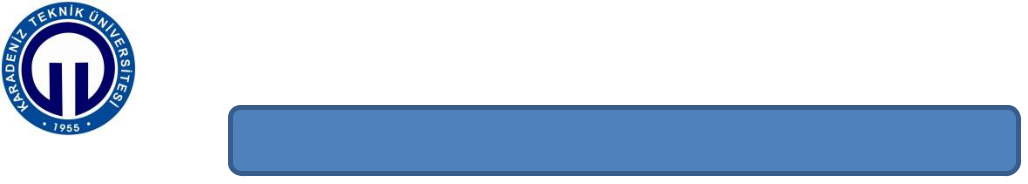 KARADENİZ TEKNİK ÜNİVERSİTESİ
• 1955 •